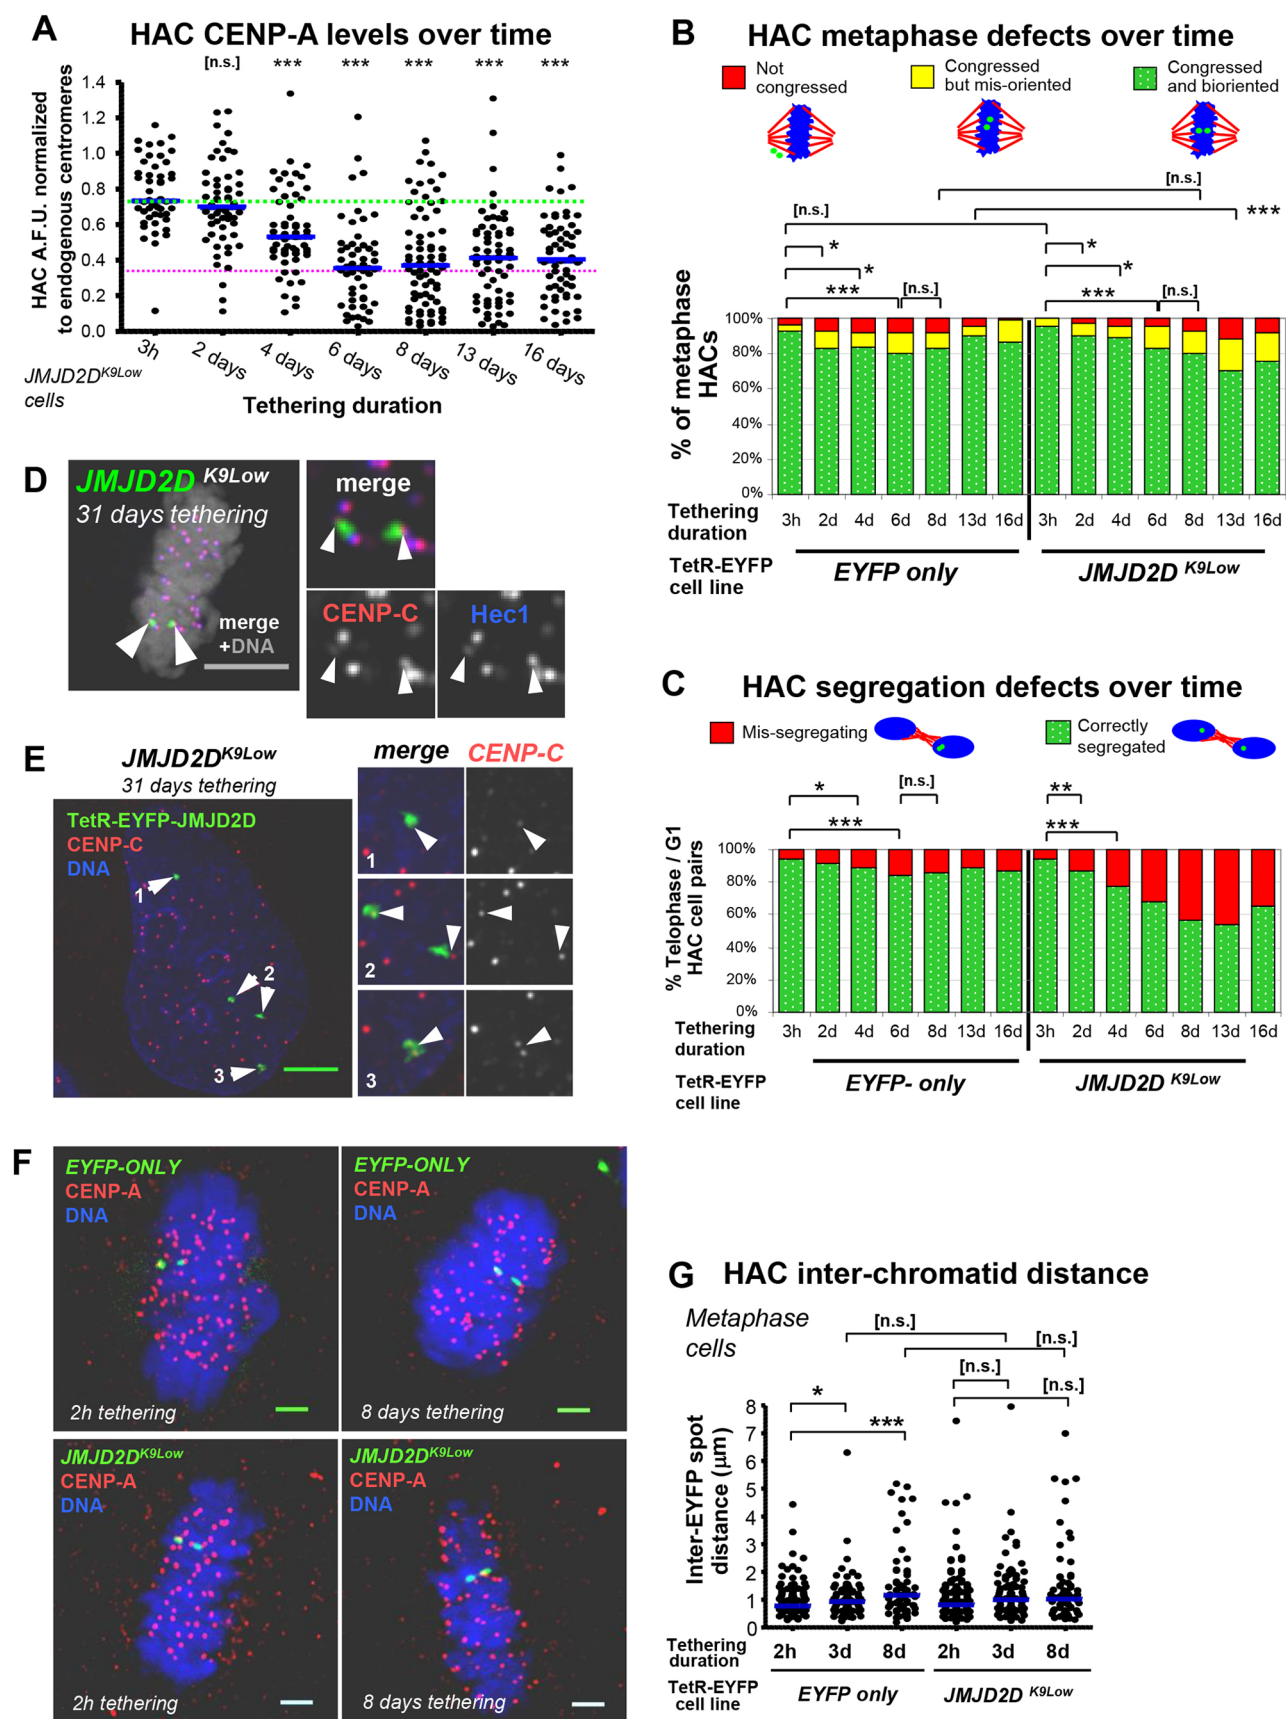 A
HAC CENP-A levels over time
[n.s.] *** *** *** *** ***
HAC A.F.U. normalized
to endogenous centromeres
1.4
1.2
1.0
0.8
0.6
0.4
0.2
0.0
3h 2 days 4 days 6 days 8 days 13 days 16 days
JMJD2D^K9Low
cells
Tethering duration
B
HAC metaphase defects over time
Not
congressed
Congressed
but mis-oriented
Congressed
and bioriented
[n.s.]
[n.s.] ***
* *
* *
*** [n.s.] *** [n.s.]
% of metaphase
HACs
100%
80%
60%
40%
20%
0%
Tethering
duration
3h 2d 4d 6d 8d 13d 16d 3h 2d 4d 6d 8d 13d 16d
TetR-EYFP
cell line
EYFP only JMJD2D K9Low
C
HAC segregation defects over time
Mis-segregating
Correctly
segregated
* [n.s.] **
*** ***
% Telophase / G1
HAC cell pairs
100%
80%
60%
40%
20%
0%
Tethering
duration
3h 2d 4d 6d 8d 13d 16d 3h 2d 4d 6d 8d 13d 16d
TetR-EYFP
cell line
EYFP- only JMJD2D K9Low
D
JMJD2D K9Low
31 days tethering
merge
+DNA
merge
CENP-C
Hec1
E
JMJD2D^K9Low
31 days tethering
TetR-EYFP-JMJD2D
CENP-C
DNA
1
2
3
merge CENP-C
1
2
3
F
EYFP-ONLY
CENP-A
DNA
2h tethering
EYFP-ONLY
CENP-A
DNA
8 days tethering
JMJD2D^K9Low
CENP-A
DNA
2h tethering
JMJD2D^K9Low
CENP-A
DNA
8 days tethering
G
HAC inter-chromatid distance
Metaphase
cells
[n.s.]
[n.s.]
[n.s.]
* [n.s.]
***
Inter-EYFP spot
distance (µm)
8
7
6
5
4
3
2
1
0
Tethering
duration
2h 3d 8d 2h 3d 8d
TetR-EYFP
cell line
EYFP only JMJD2D K9Low